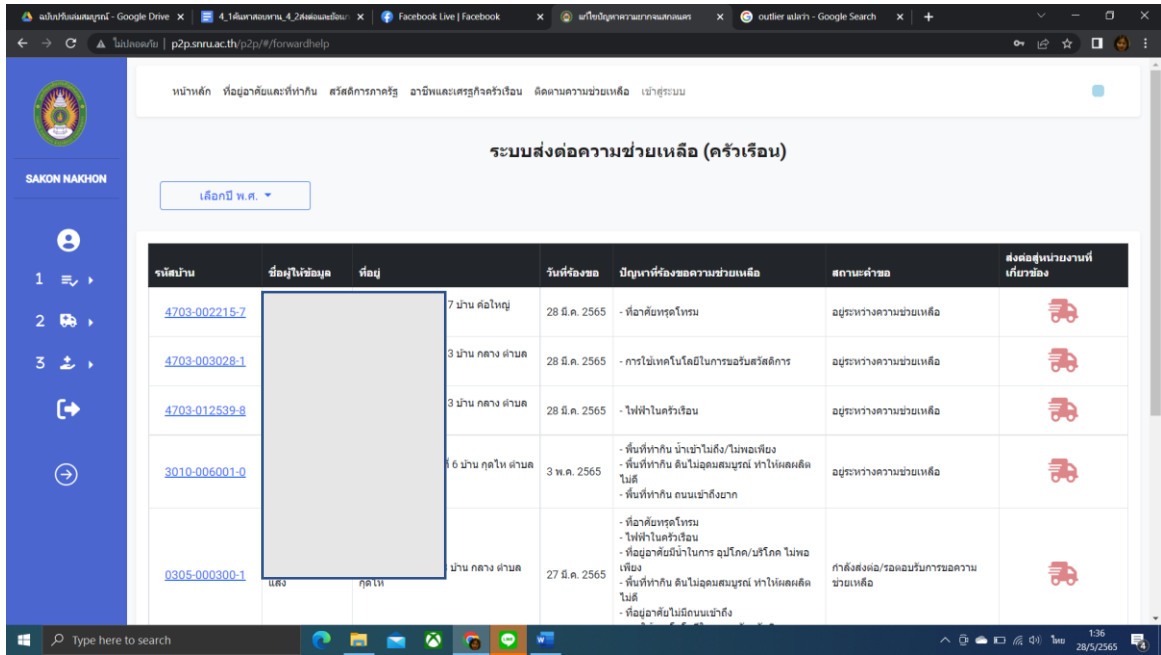 ฉบับปรับเล่มสมบูรณ์ - Google Drive
4_1ค้นหาสอบทาน_4_2ส่งต่อและย้อน
Facebook Live | Facebook
แก้ไขปัญหาความยากจนสกลนคร
outlier แปลว่า - Google Search
ไม่ปลอดภัย | p2p.snru.ac.th/p2p/#/forwardhelp
หน้าหลัก ที่อยู่อาศัยและที่ทำกิน สวัสดิการภาครัฐ อาชีพและเศรฐกิจครัวเรือน ติดตามความช่วยเหลือ เข้าสู่ระบบ
ระบบส่งต่อความช่วยเหลือ (ครัวเรือน)
SAKON NAKHON
เลือกปี พ.ศ.
1
2
3
รหัสบ้าน ชื่อผู้ให้ข้อมูล ที่อยู่ วันที่ร้องขอ ปัญหาที่ร้องขอความช่วยเหลือ สถานะคำขอ ส่งต่อสู่หน่วยงานที่
เกี่ยวข้อง
4703-002215-7 7 บ้าน ค้อใหญ่ 28 มี.ค. 2565 - ที่อาศัยทรุดโทรม อยู่ระหว่างความช่วยเหลือ
4703-003028-1 3 บ้าน กลาง ตำบล 28 มี.ค. 2565 - การใช้เทคโนโลยีในการขอรับสวัสดิการ อยู่ระหว่างความช่วยเหลือ
4703-012539-8 3 บ้าน กลาง ตำบล 28 มี.ค. 2565 - ไฟฟ้าในครัวเรือน อยู่ระหว่างความช่วยเหลือ
3010-006001-0 6 บ้าน กุดไห ตำบล 3 พ.ค. 2565 - พื้นที่ทำกิน น้ำเข้าไม่ถึง/ไม่พอเพียง
- พื้นที่ทำกิน ดินไม่อุดมสมบูรณ์ ทำให้ผลผลิต
ไม่ดี
- พื้นที่ทำกิน ถนนเข้าถึงยาก
อยู่ระหว่างความช่วยเหลือ
0305-000300-1 บ้าน กลาง ตำบล
แสง กุดไห
27 มี.ค. 2565
- ที่อาศัยทรุดโทรม
- ไฟฟ้าในครัวเรือน
- ที่อยู่อาศัยมีน้ำในการ อุปโภค/บริโภค ไม่พอ
เพียง
- พื้นที่ทำกิน ดินไม่อุดมสมบูรณ์ ทำให้ผลผลิต
ไม่ดี
- ที่อยู่อาศัยไม่มีถนนเข้าถึง
กำลังส่งต่อ/รอตอบรับการขอความ
ช่วยเหลือ
Type here to search
ไทย
1:36
28/5/2565
4